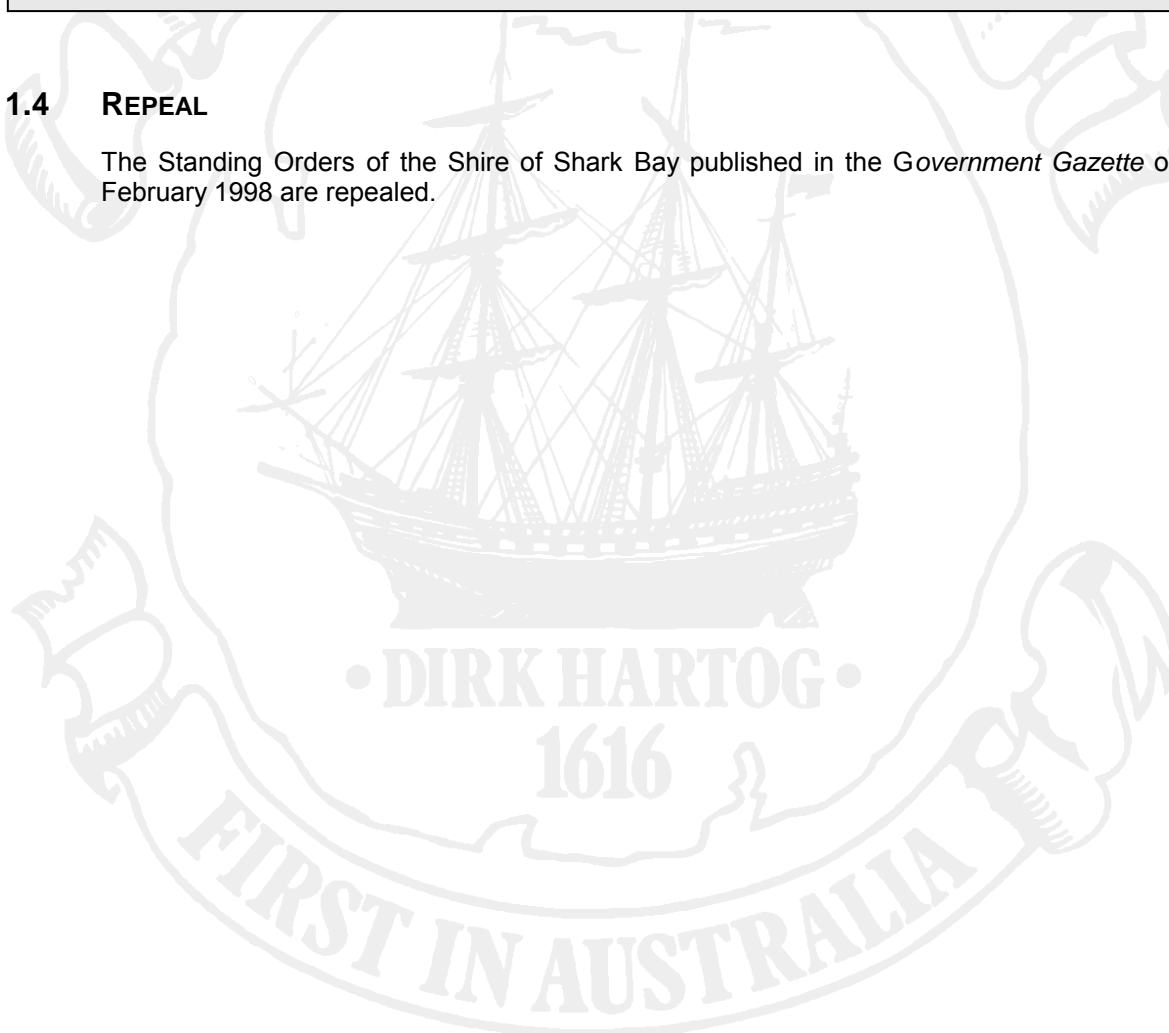 1.4 REPEAL
The Standing Orders of the Shire of Shark Bay published in the Government Gazette
February 1998 are repealed.
• DIRK HARTOG •
1616
FIRST IN AUSTRALIA